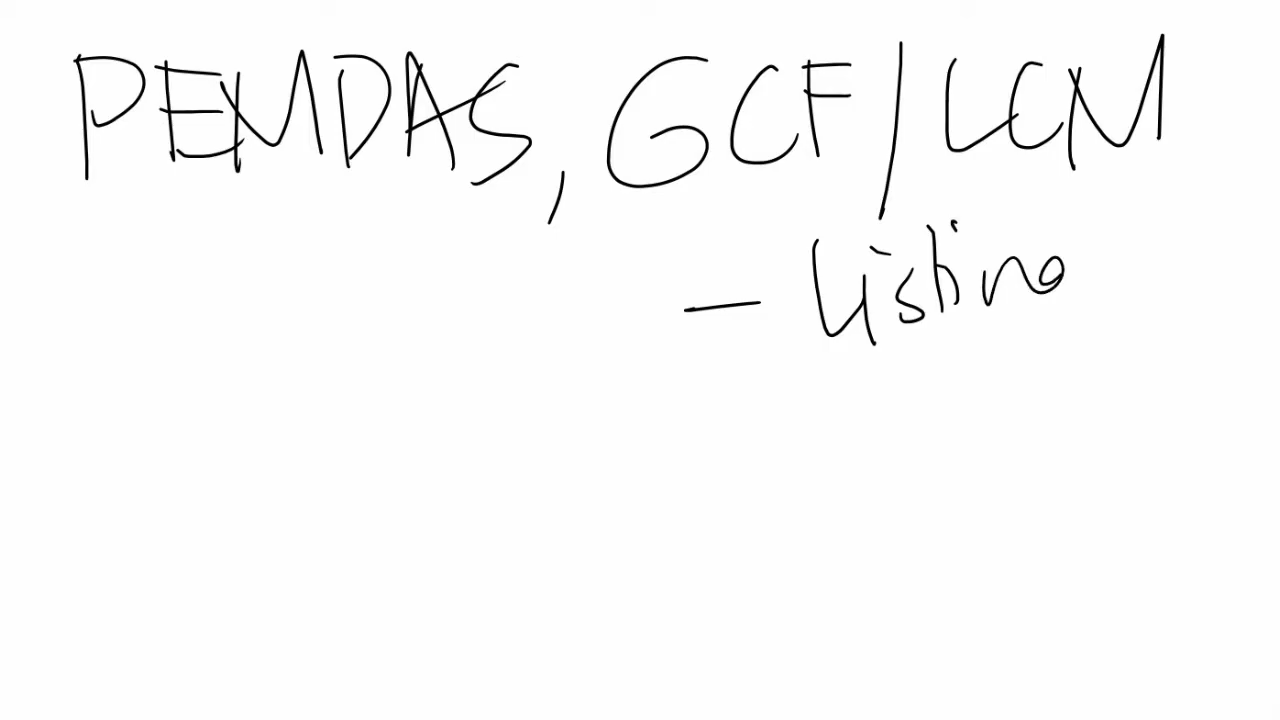 PEMDAS, GCF/LCM
– Listing